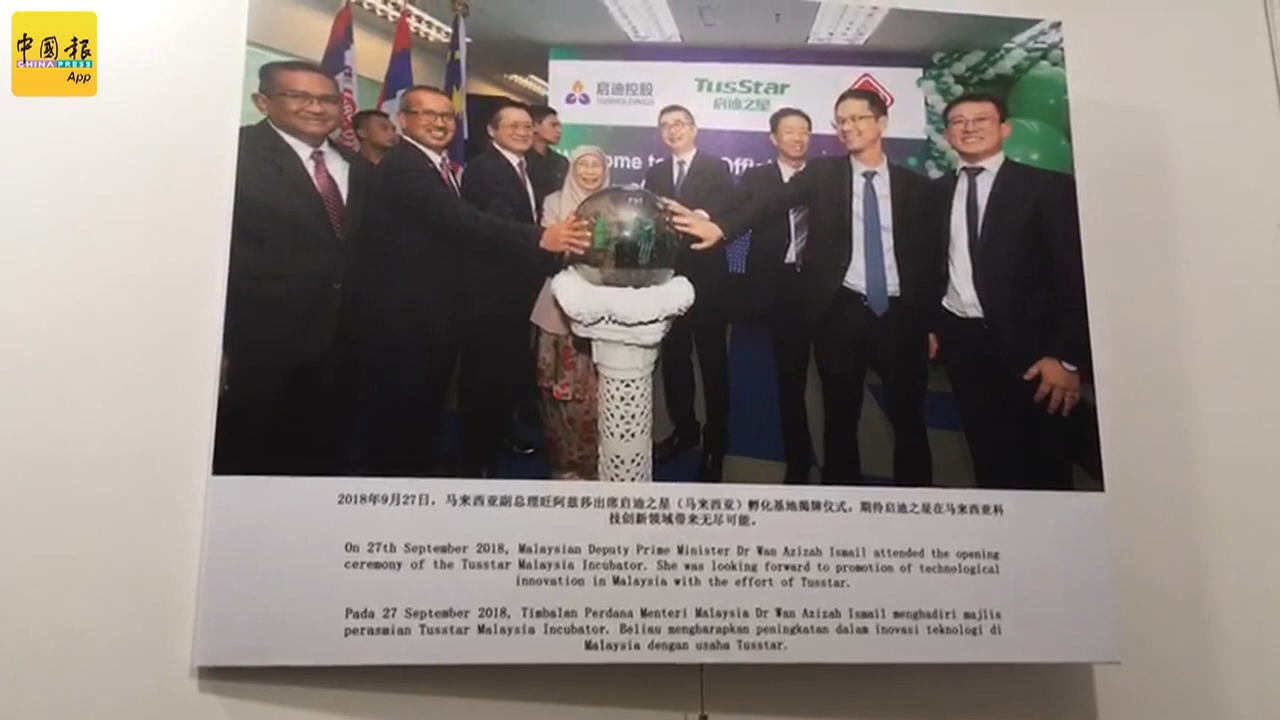 中國報
CHINA PRESS
App
启迪控股
TUSHOLDINGS
TusStar
启迪之星
2018年9月27日，马来西亚副总理旺阿兹莎出席启迪之星（马来西亚）孵化基地揭牌仪式，期待启迪之星在马来西亚科
技创新领域带来无尽可能。
On 27th September 2018, Malaysian Deputy Prime Minister Dr Wan Azizah Ismail attended the opening
ceremony of the Tusstar Malaysia Incubator. She was looking forward to promotion of technological
innovation in Malaysia with the effort of Tusstar.
Pada 27 September 2018, Timbalan Perdana Menteri Malaysia Dr Wan Azizah Ismail menghadiri majlis
perasmian Tusstar Malaysia Incubator. Beliau mengharapkan peningkatan dalam inovasi teknologi di
Malaysia dengan usaha Tusstar.